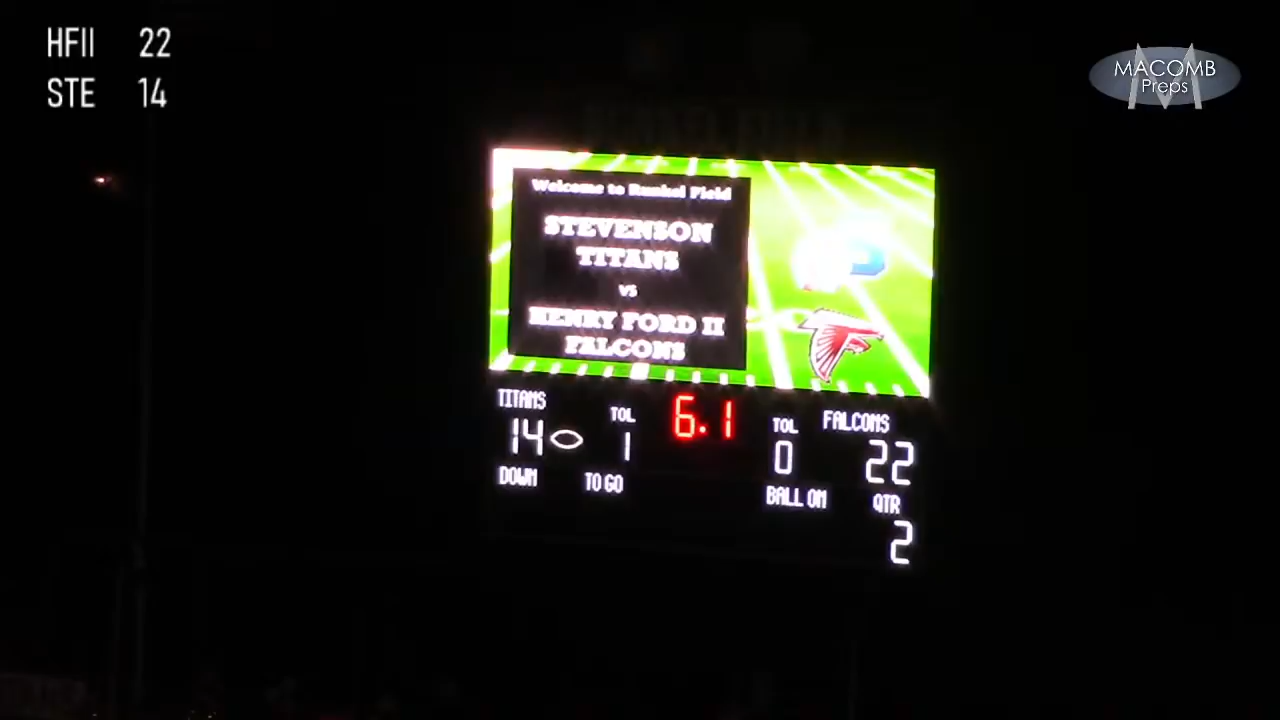 HFII 22
STE 14
MACOMB
Preps
Welcome to Runkel Field
STEVENSON
TITANS
VS
HENRY FORD II
FALCONS
TITANS TOL 6.1 TOL FALCONS
14 1 0 22
DOWN TO GO BALL ON QTR
2